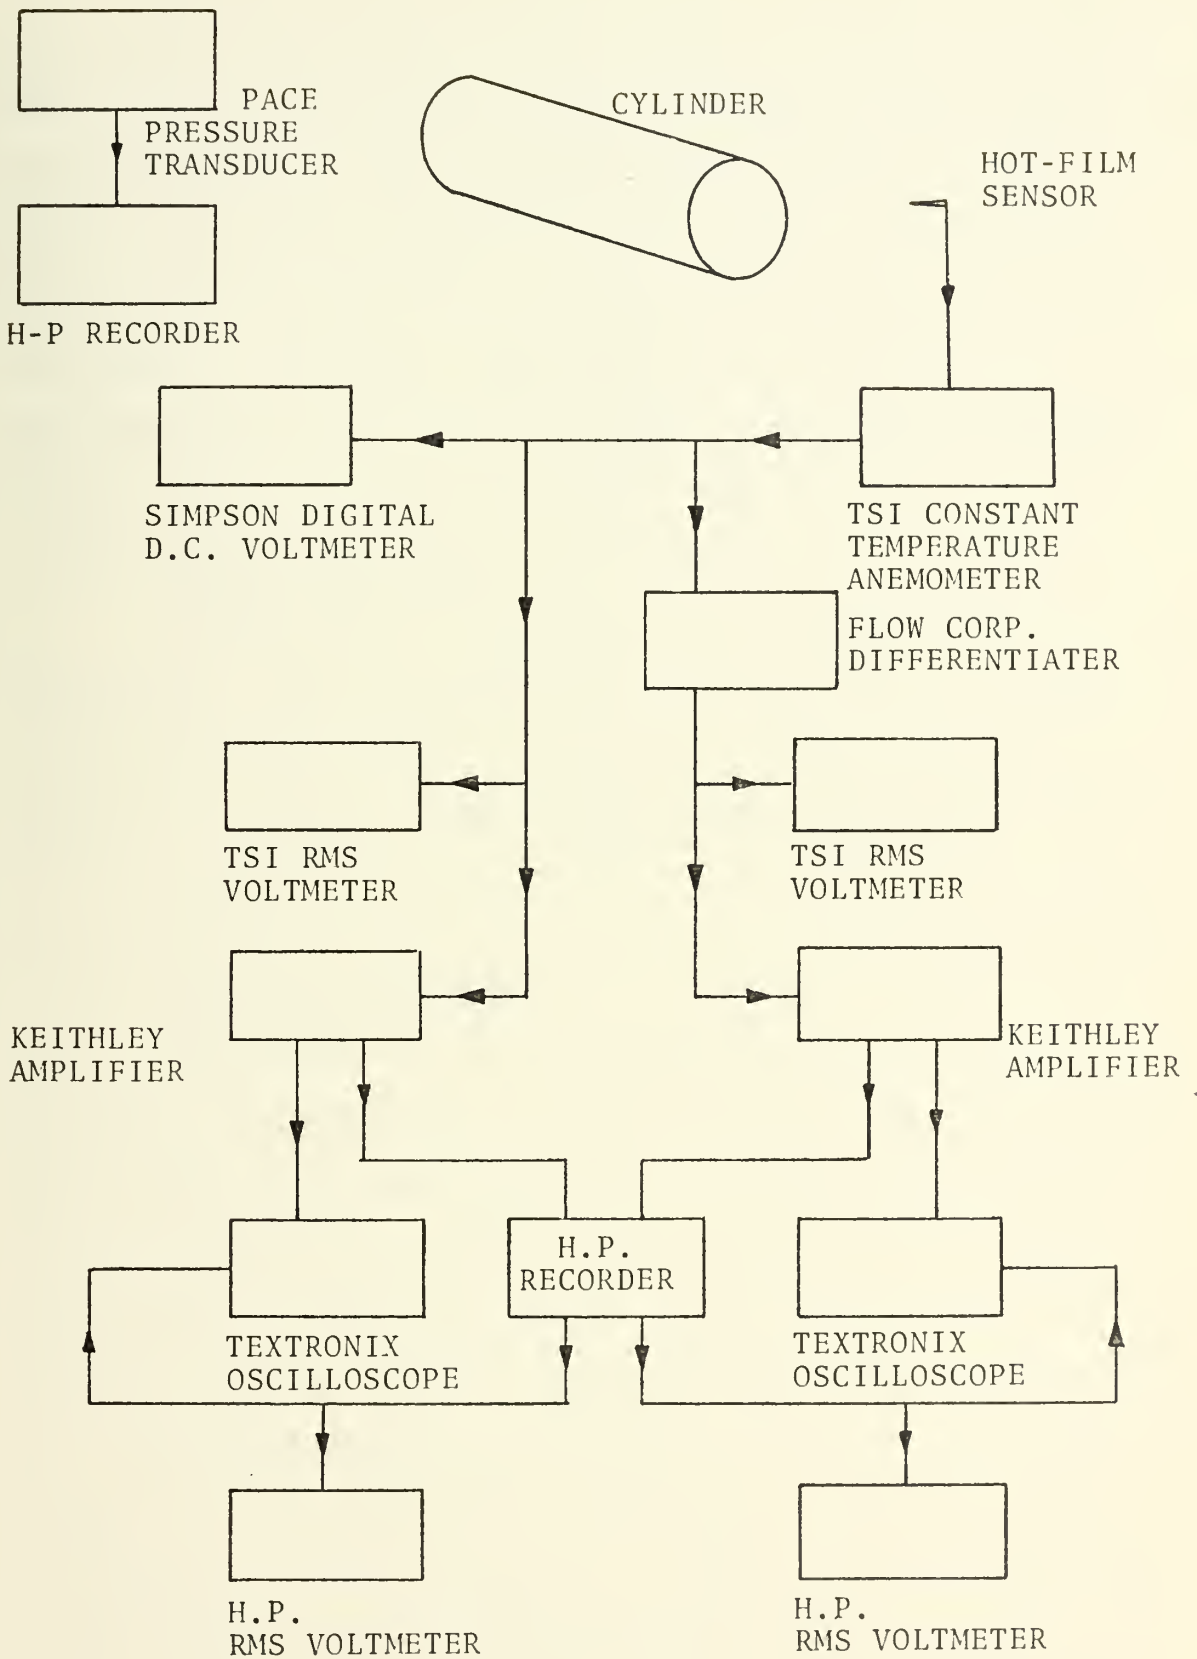 PACE
PRESSURE
TRANSDUCER
CYLINDER
HOT-FILM
SENSOR
H-P RECORDER
SIMPSON DIGITAL
D.C. VOLTMETER
TSI CONSTANT
TEMPERATURE
ANEMOMETER
FLOW CORP.
DIFFERENTIATER
TSI RMS
VOLTMETER
TSI RMS
VOLTMETER
KEITHLEY
AMPLIFIER
KEITHLEY
AMPLIFIER
H.P.
RECORDER
TEXTRONIX
OSCILLOSCOPE
TEXTRONIX
OSCILLOSCOPE
H.P.
RMS VOLTMETER
H.P.
RMS VOLTMETER